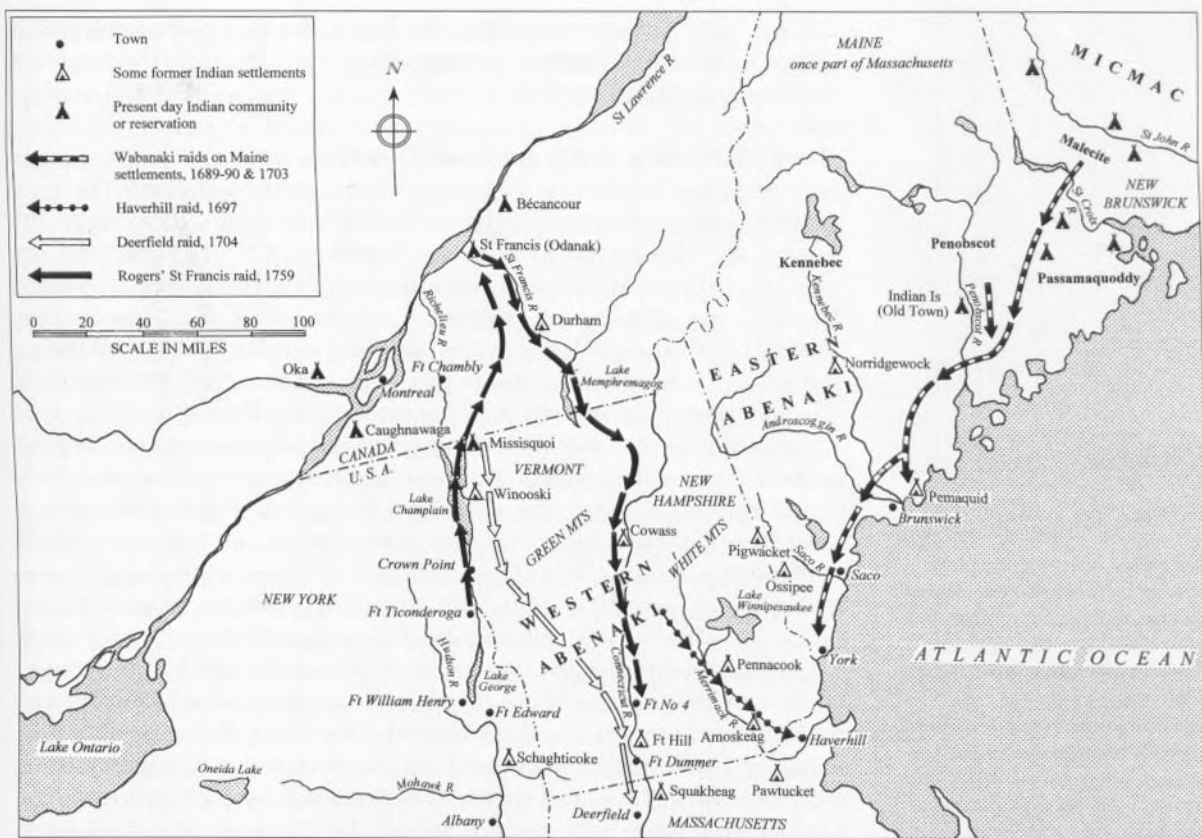 Town
Some former Indian settlements
Present day Indian community
or reservation
Wabanaki raids on Maine
settlements, 1689-90 & 1703
Haverhill raid, 1697
Deerfield raid, 1704
Rogers' St Francis raid, 1759
0 20 40 60 80 100
SCALE IN MILES
N
St Lawrence R
MAINE
once part of Massachusetts
MICMAC
St John R
Malecite
NEW
BRUNSWICK
St Croix
R
Passamaquoddy
Penobscot
Penobscot R
Indian Is
(Old Town)
Kennebec
Kennebec R
Norridgewock
EASTERN
ABENAKI
Androscoggin R
Bécancour
St Francis (Odanak)
St Francis R
Durham
Richelieu R
Lake
Memphremagog
Oka
Montreal
Ft Chambly
Caughnawaga
CANADA
U. S. A.
Missisquoi
VERMONT
Winooski
Lake
Champlain
NEW
HAMPSHIRE
GREEN MTS
Cowass
WHITE MTS
Pigwacket
Saco R
Ossipee
Saco
Pemaquid
Brunswick
Crown Point
NEW YORK
Ft Ticonderoga
WESTERN
ABENAKI
Lake
Winnipesaukee
York
ATLANTIC OCEAN
Hudson R
Lake
George
Connecticut R
Pennacook
Merrimack R
Ft William Henry
Ft Edward
Ft No 4
Amoskeag
Haverhill
Lake Ontario
Oneida Lake
Mohawk R
Schaghticoke
Ft Hill
Ft Dummer
Squakheag
Pawtucket
Albany
Deerfield
MASSACHUSETTS